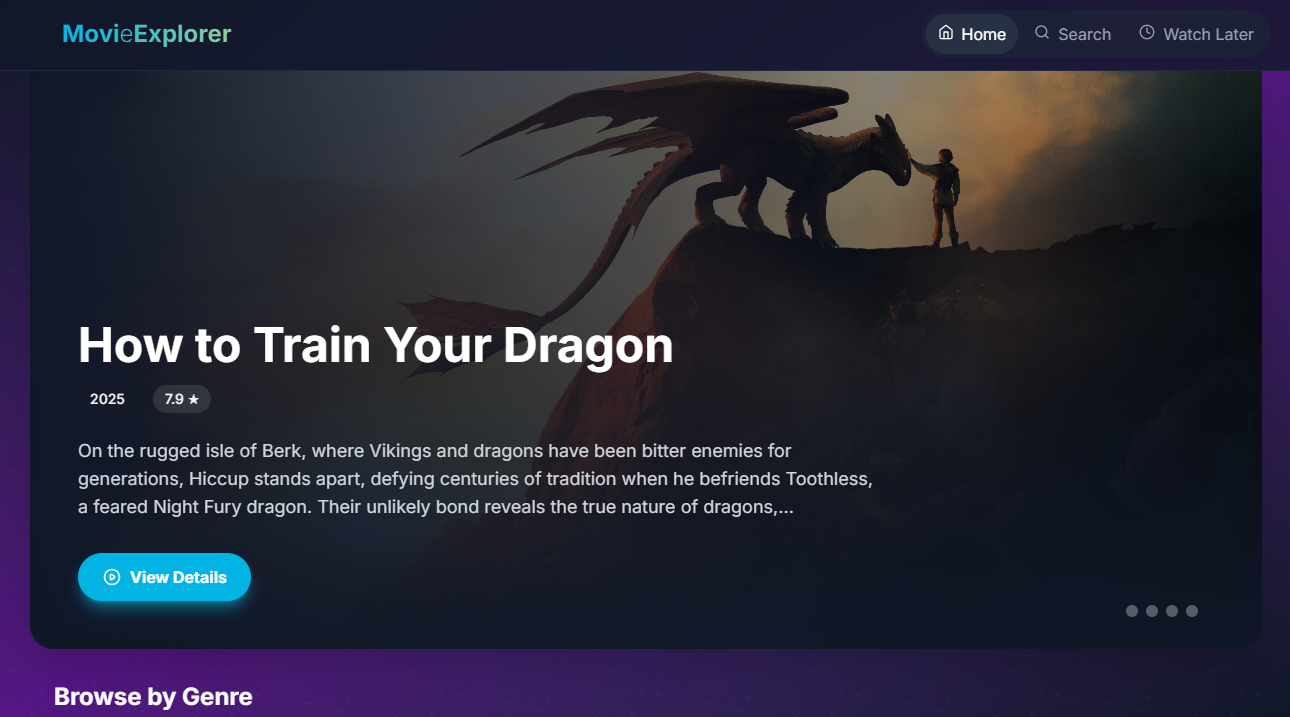 MovieExplorer
Home
Search
Watch Later
How to Train Your Dragon
2025
7.9 ★
On the rugged isle of Berk, where Vikings and dragons have been bitter enemies for
generations, Hiccup stands apart, defying centuries of tradition when he befriends Toothless,
a feared Night Fury dragon. Their unlikely bond reveals the true nature of dragons,...
View Details
Browse by Genre